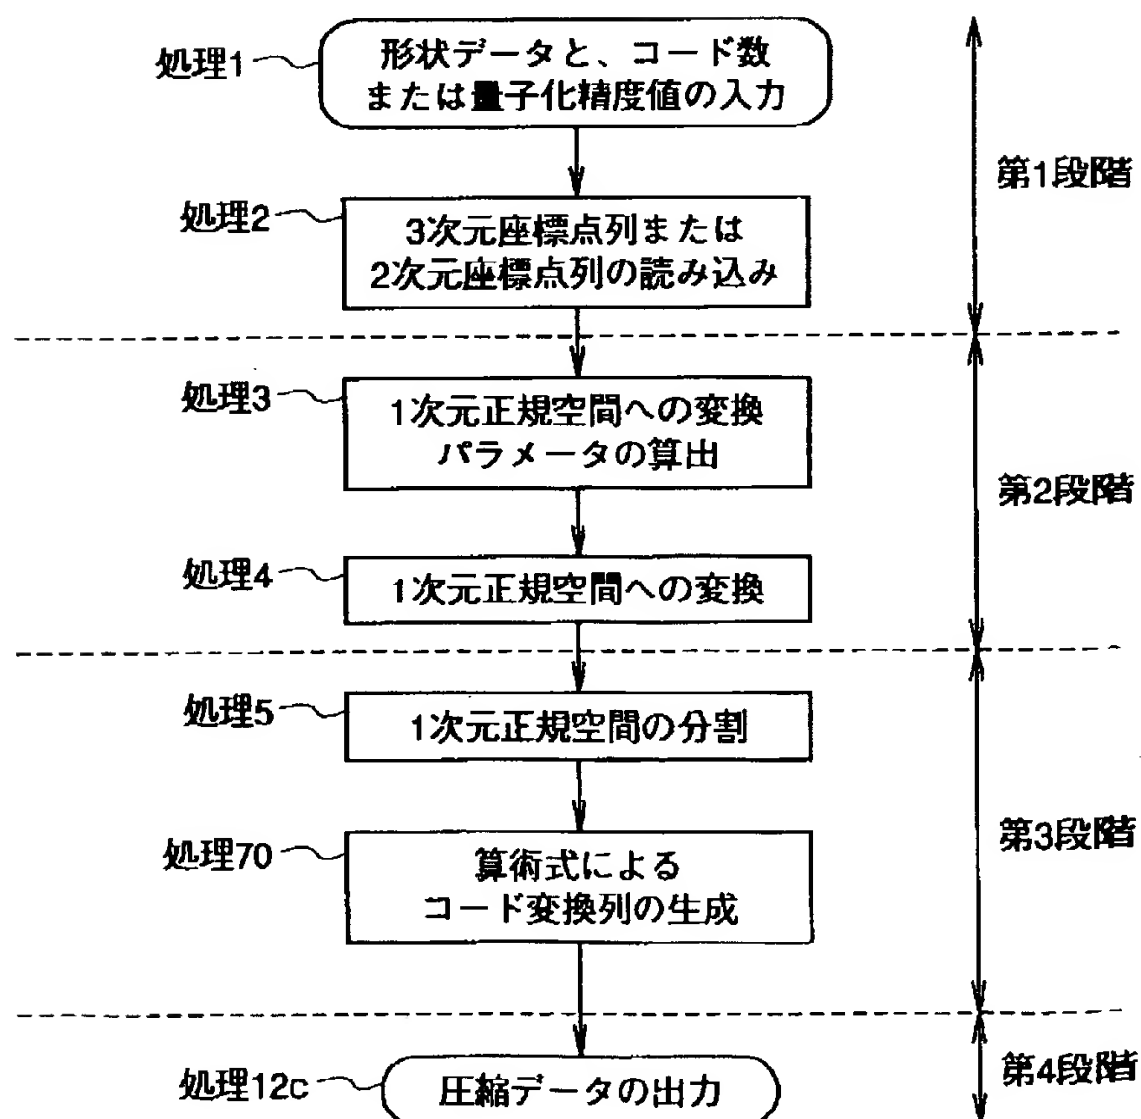 処理1
形状データと、コード数
または量子化精度値の入力
第1段階
処理2
3次元座標点列または
2次元座標点列の読み込み
処理3
1次元正規空間への変換
パラメータの算出
第2段階
処理4
1次元正規空間への変換
処理5
1次元正規空間の分割
処理70
算術式による
コード変換列の生成
第3段階
処理12c
圧縮データの出力
第4段階